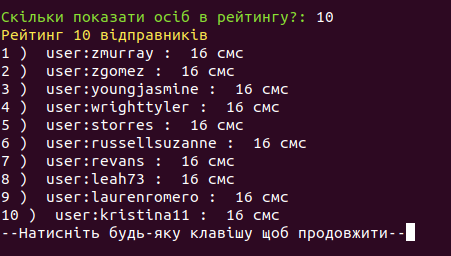 Скільки показати осіб в рейтингу?: 10
Рейтинг 10 відправників
1 )  user:zmurray :  16 смс
2 )  user:zgomez :  16 смс
3 )  user:youngjasmine :  16 смс
4 )  user:wrighttyler :  16 смс
5 )  user:storres :  16 смс
6 )  user:russellsuzanne :  16 смс
7 )  user:revans :  16 смс
8 )  user:leah73 :  16 смс
9 )  user:laurenromero :  16 смс
10 )  user:kristina11 :  16 смс
--Натисніть будь-яку клавішу щоб продовжити--